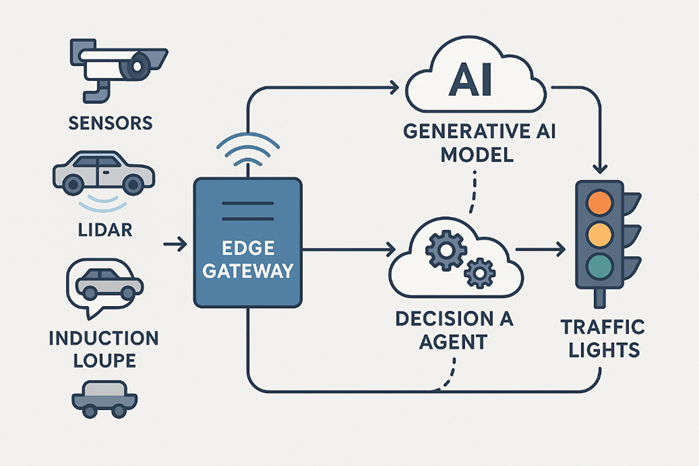 SENSORS
LIDAR
INDUCTION
LOUPE
EDGE
GATEWAY
AI
GENERATIVE AI
MODEL
DECISION A
AGENT
TRAFFIC
LIGHTS